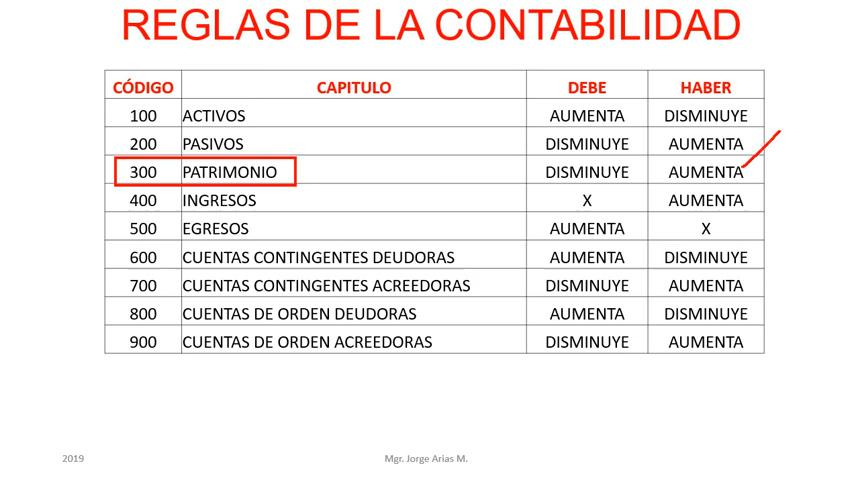 REGLAS DE LA CONTABILIDAD
CÓDIGO CAPITULO DEBE HABER
100 ACTIVOS AUMENTA DISMINUYE
200 PASIVOS DISMINUYE AUMENTA
300 PATRIMONIO DISMINUYE AUMENTA
400 INGRESOS X AUMENTA
500 EGRESOS AUMENTA X
600 CUENTAS CONTINGENTES DEUDORAS AUMENTA DISMINUYE
700 CUENTAS CONTINGENTES ACREEDORAS DISMINUYE AUMENTA
800 CUENTAS DE ORDEN DEUDORAS AUMENTA DISMINUYE
900 CUENTAS DE ORDEN ACREEDORAS DISMINUYE AUMENTA
2019 Mgr. Jorge Arias M.